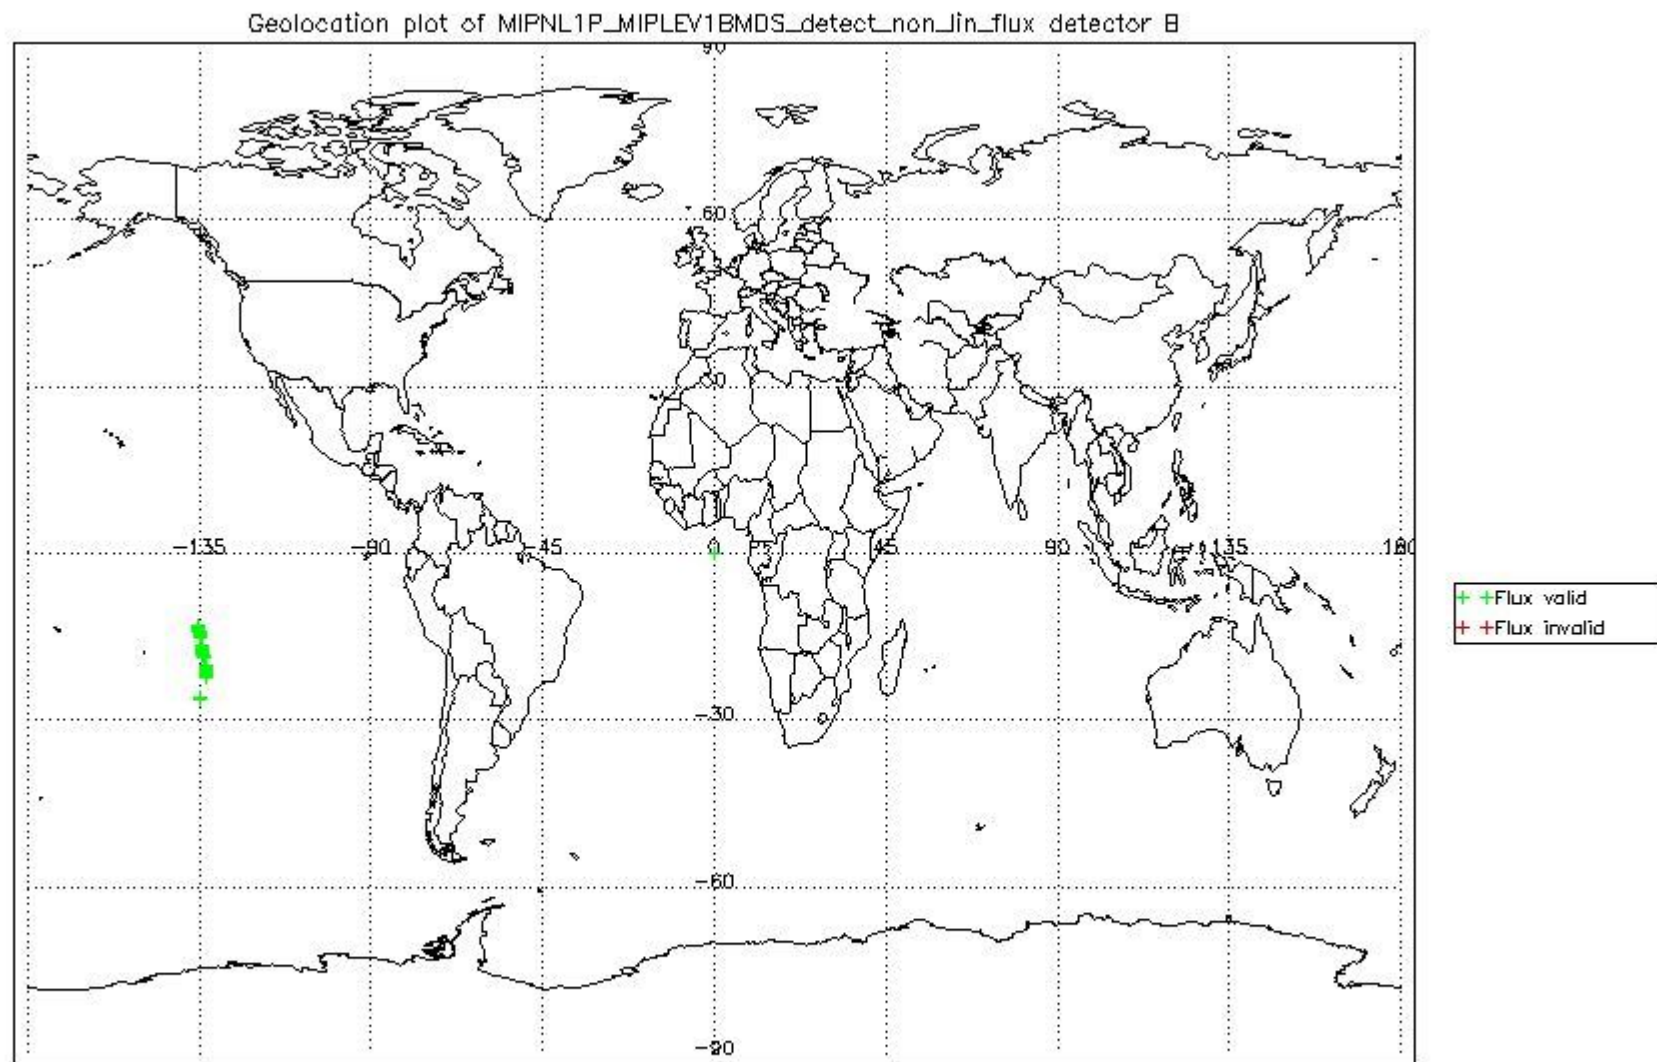 Geolocation plot of MIPNL1P_MIPLEV1BMDS_detect_non_lin_flux detector B
90
60
30
-135 -90 -45 0 45 90 135 180
-30
-60
-90
+ +Flux valid
+ +Flux invalid